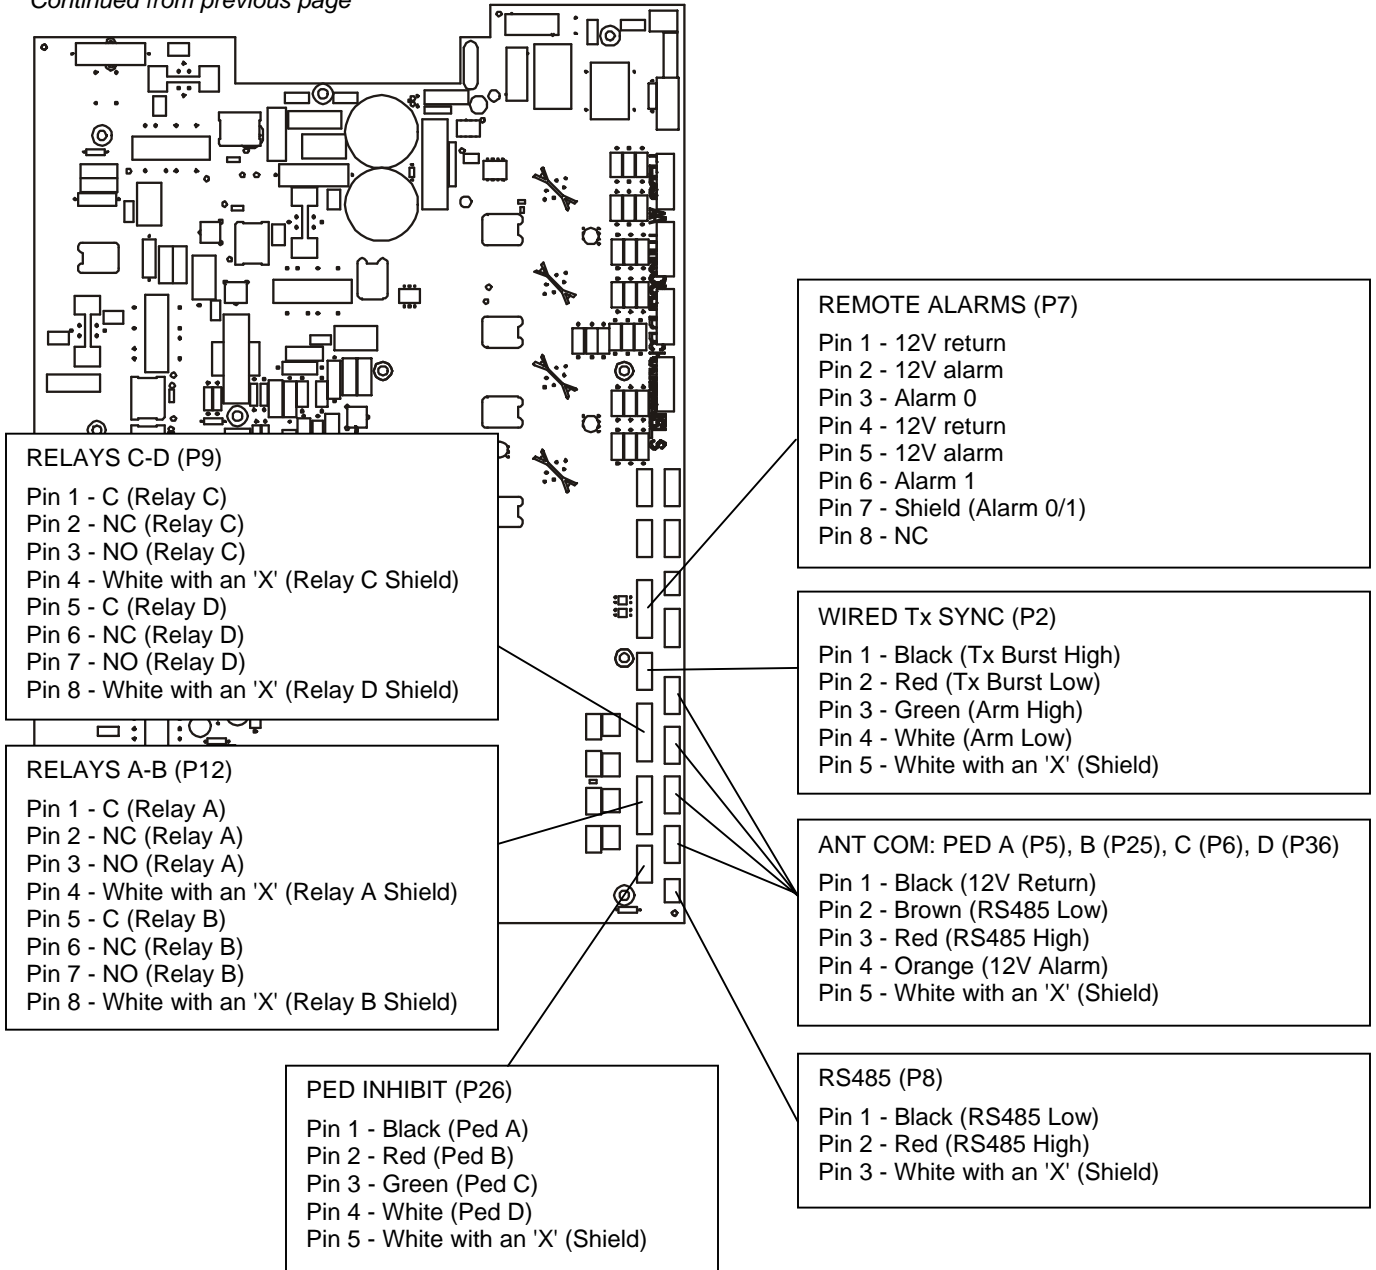 Continued from previous page
REMOTE ALARMS (P7)
Pin 1 - 12V return
Pin 2 - 12V alarm
Pin 3 - Alarm 0
Pin 4 - 12V return
Pin 5 - 12V alarm
Pin 6 - Alarm 1
Pin 7 - Shield (Alarm 0/1)
Pin 8 - NC
RELAYS C-D (P9)
Pin 1 - C (Relay C)
Pin 2 - NC (Relay C)
Pin 3 - NO (Relay C)
Pin 4 - White with an 'X' (Relay C Shield)
Pin 5 - C (Relay D)
Pin 6 - NC (Relay D)
Pin 7 - NO (Relay D)
Pin 8 - White with an 'X' (Relay D Shield)
WIRED Tx SYNC (P2)
Pin 1 - Black (Tx Burst High)
Pin 2 - Red (Tx Burst Low)
Pin 3 - Green (Arm High)
Pin 4 - White (Arm Low)
Pin 5 - White with an 'X' (Shield)
RELAYS A-B (P12)
Pin 1 - C (Relay A)
Pin 2 - NC (Relay A)
Pin 3 - NO (Relay A)
Pin 4 - White with an 'X' (Relay A Shield)
Pin 5 - C (Relay B)
Pin 6 - NC (Relay B)
Pin 7 - NO (Relay B)
Pin 8 - White with an 'X' (Relay B Shield)
ANT COM: PED A (P5), B (P25), C (P6), D (P36)
Pin 1 - Black (12V Return)
Pin 2 - Brown (RS485 Low)
Pin 3 - Red (RS485 High)
Pin 4 - Orange (12V Alarm)
Pin 5 - White with an 'X' (Shield)
PED INHIBIT (P26)
Pin 1 - Black (Ped A)
Pin 2 - Red (Ped B)
Pin 3 - Green (Ped C)
Pin 4 - White (Ped D)
Pin 5 - White with an 'X' (Shield)
RS485 (P8)
Pin 1 - Black (RS485 Low)
Pin 2 - Red (RS485 High)
Pin 3 - White with an 'X' (Shield)